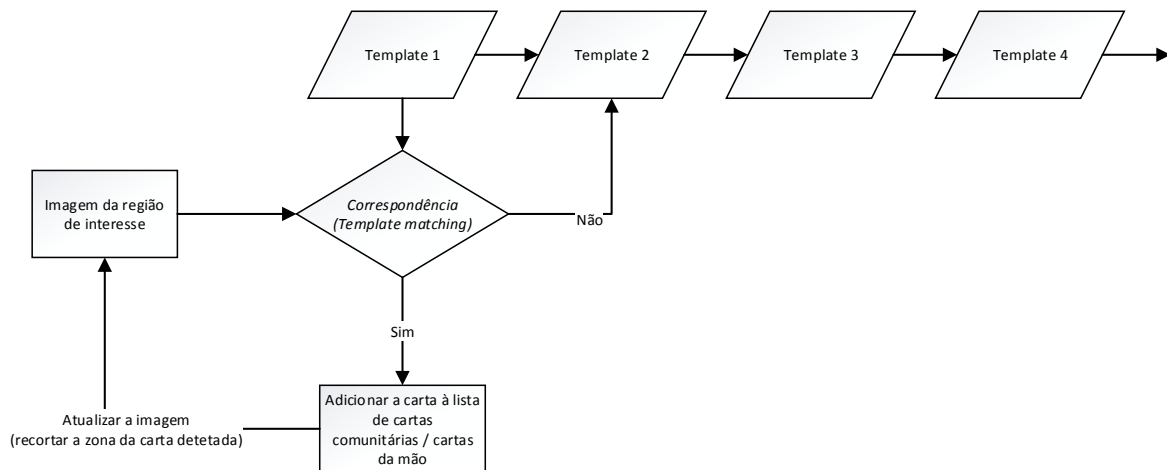 Template 1
Template 2
Template 3
Template 4
Imagem da região
de interesse
Correspondência
(Template matching)
Não
Sim
Atualizar a imagem
(recortar a zona da carta detetada)
Adicionar a carta à lista
de cartas
comunitárias / cartas
da mão